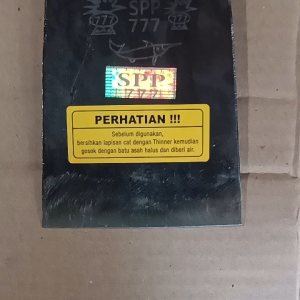 SPP
777
SPP
777
PERHATIAN !!!
Sebelum digunakan,
bersihkan lapisan cat dengan Thinner kemudian
gosok dengan batu asah halus dan diberi air.